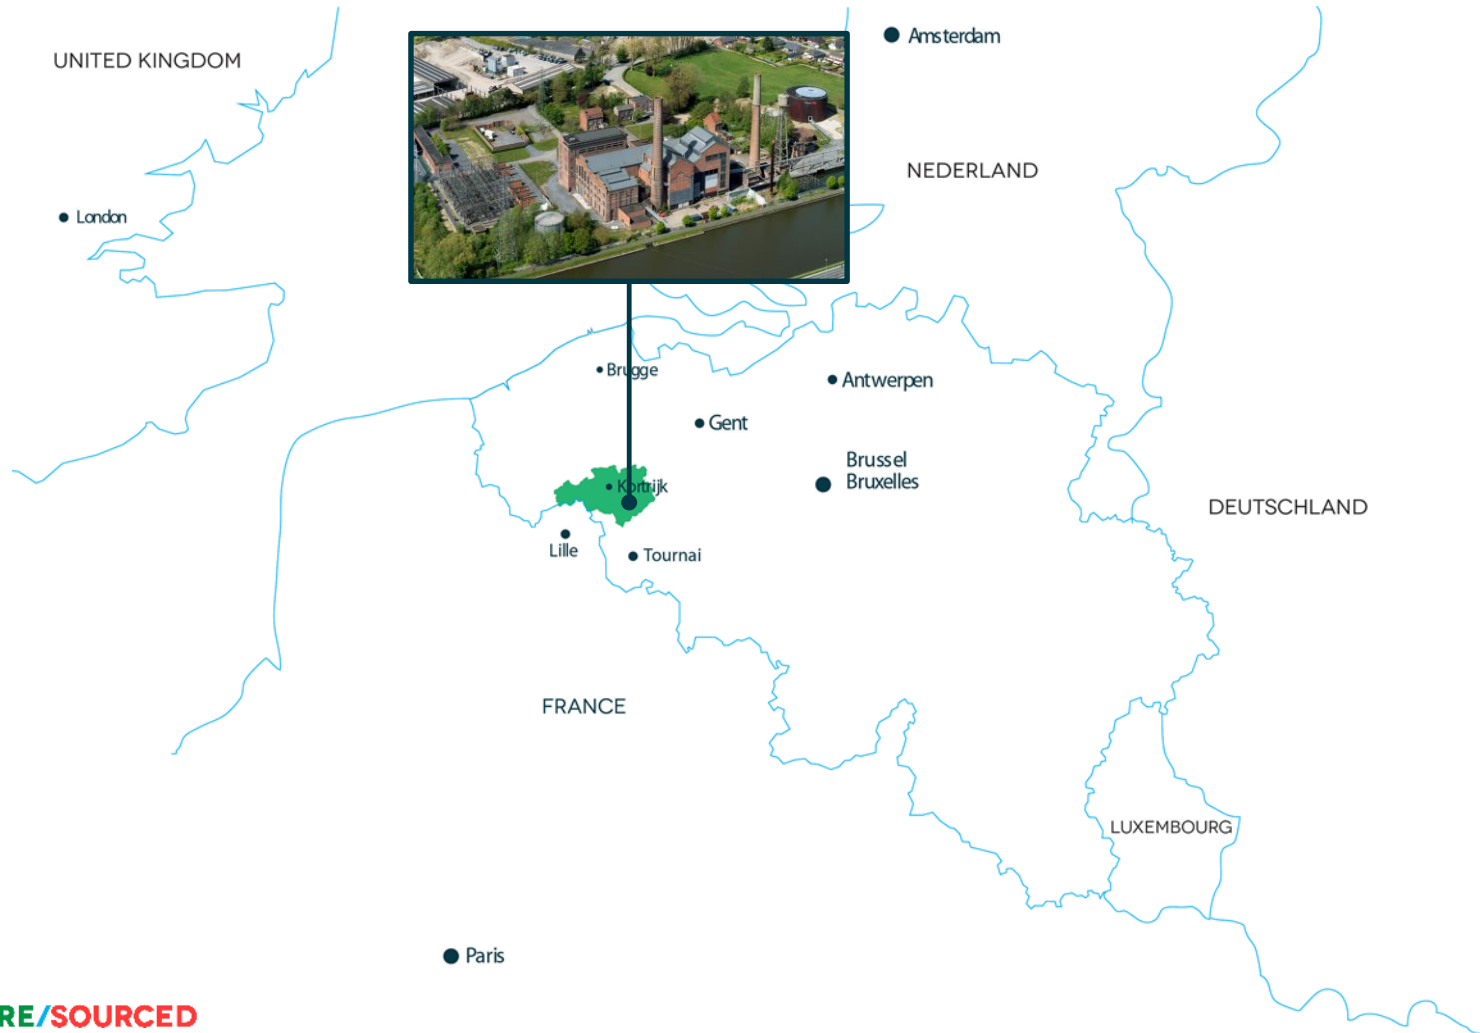 Amsterdam
UNITED KINGDOM
NEDERLAND
London
Brugge
Antwerpen
Gent
Brussel
Bruxelles
Kortrijk
DEUTSCHLAND
Lille
Tournai
FRANCE
LUXEMBOURG
Paris
RE/SOURCED